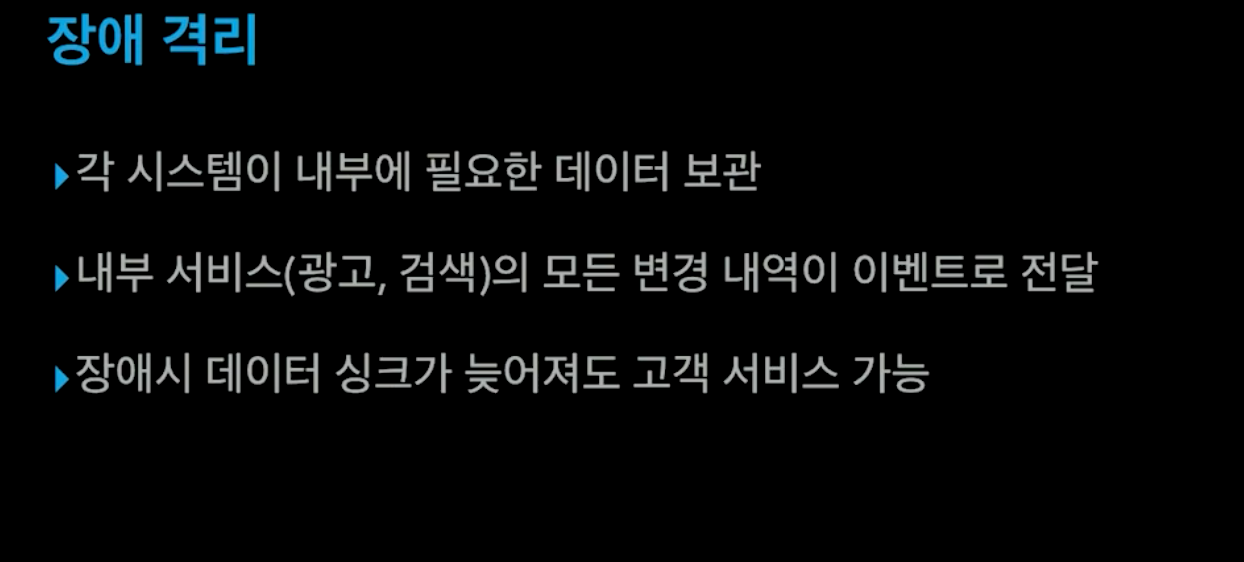 장애 격리
각 시스템이 내부에 필요한 데이터 보관
내부 서비스(광고, 검색)의 모든 변경 내역이 이벤트로 전달
장애시 데이터 싱크가 늦어져도 고객 서비스 가능